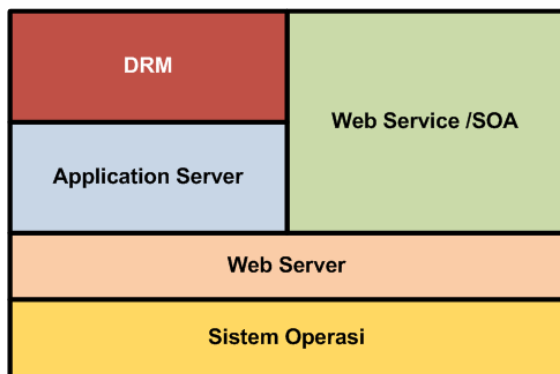 DRM
Web Service /SOA
Application Server
Web Server
Sistem Operasi